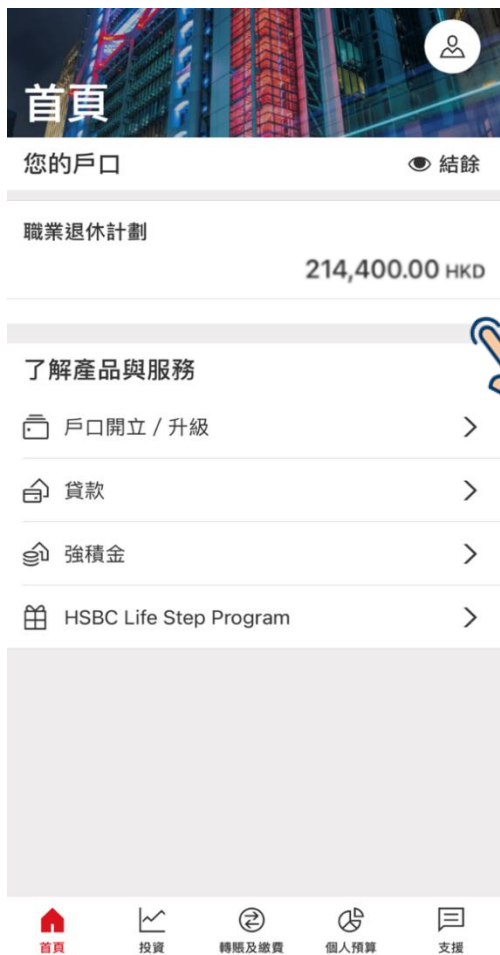 首頁
您的戶口
結餘
職業退休計劃
214,400.00 HKD
了解產品與服務
戶口開立 / 升級
貸款
強積金
HSBC Life Step Program
首頁
投資
轉賬及繳費
個人預算
支援